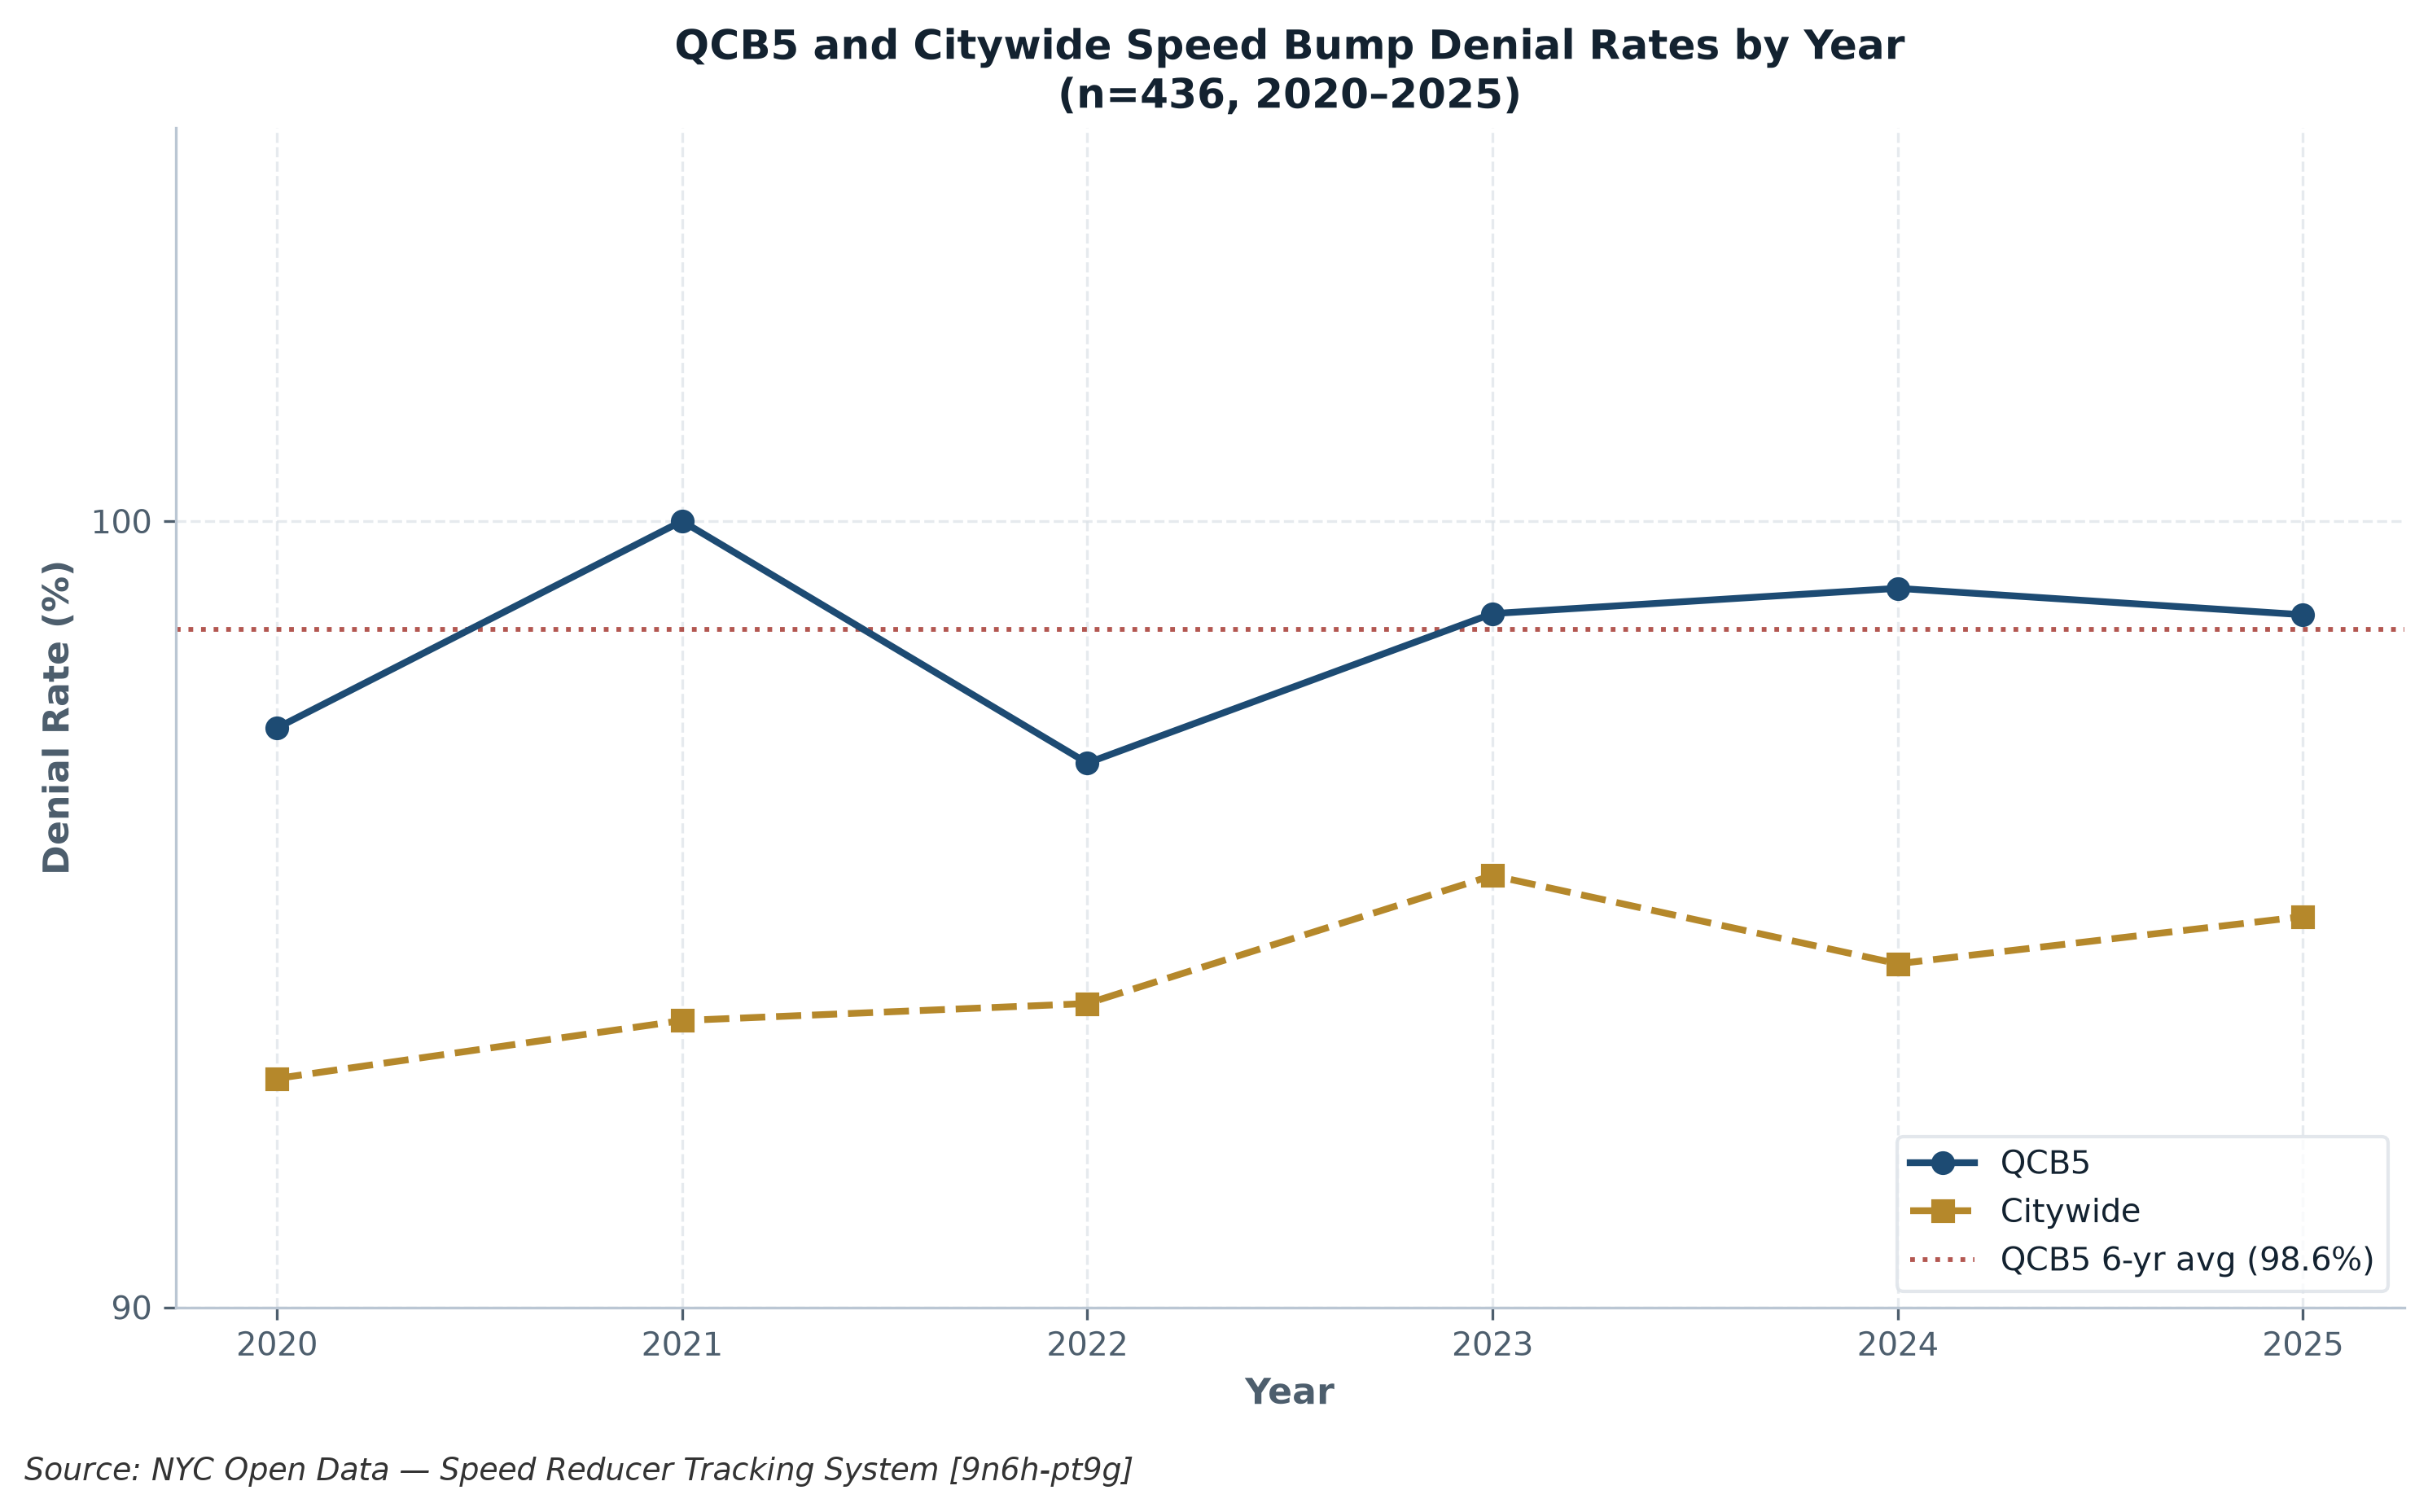 QCB5 and Citywide Speed Bump Denial Rates by Year
(n=436, 2020–2025)
Denial Rate (%)
100
90
2020 2021 2022 2023 2024 2025
Year
QCB5
Citywide
QCB5 6-yr avg (98.6%)
Source: NYC Open Data — Speed Reducer Tracking System [9n6h-pt9g]